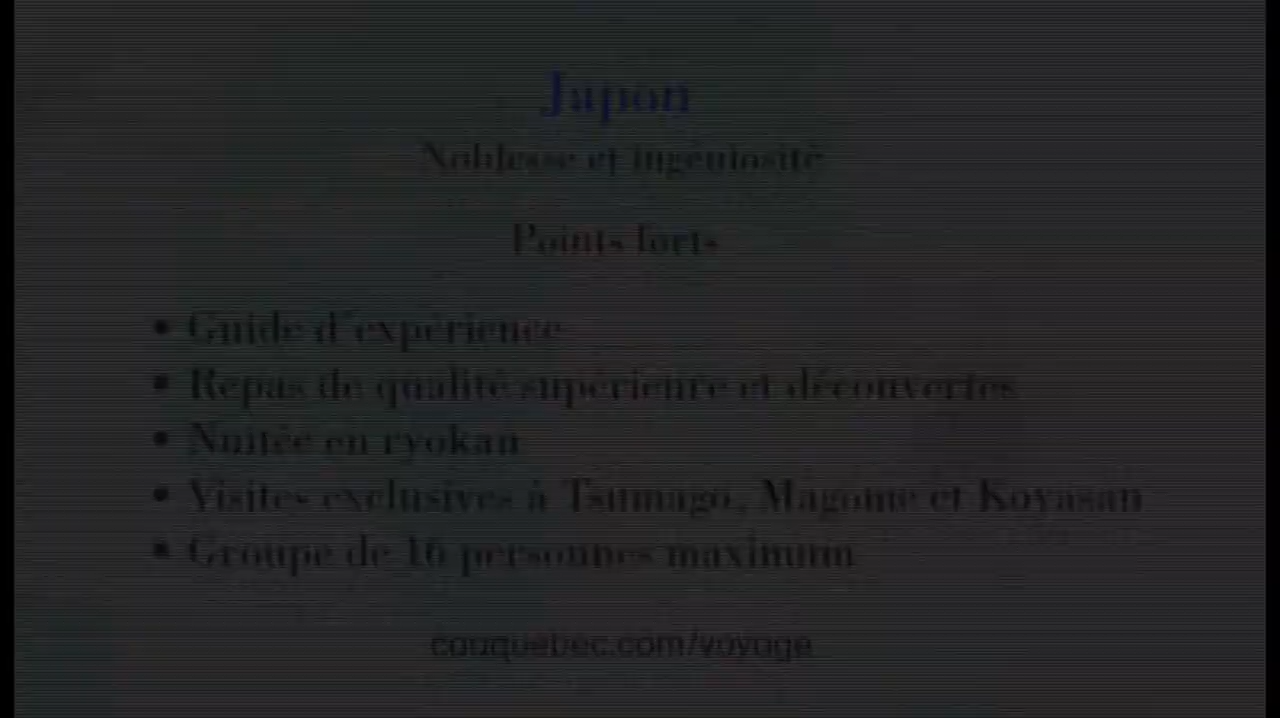 Japon
Noblesse et ingéniosité
Points forts
• Guide d'expérience
• Repas de qualité supérieure et découvertes
• Nuitée en ryokan
• Visites exclusives à Tsumago, Magome et Koyasan
• Groupe de 16 personnes maximum
caaquebec.com/voyage